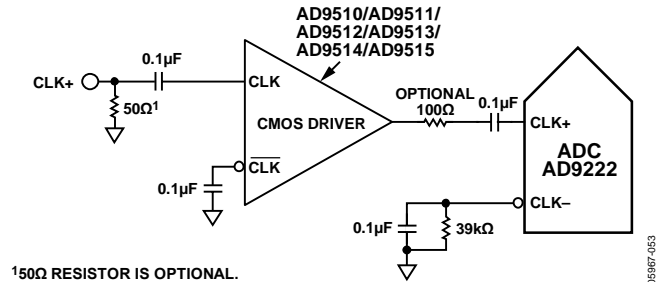 AD9510/AD9511/
AD9512/AD9513/
AD9514/AD9515
CLK+
0.1µF
50Ω¹
CLK
CMOS DRIVER
CLK
0.1µF
OPTIONAL
100Ω
0.1µF
CLK+
ADC
AD9222
CLK–
0.1µF
39kΩ
¹50Ω RESISTOR IS OPTIONAL.
05967-053